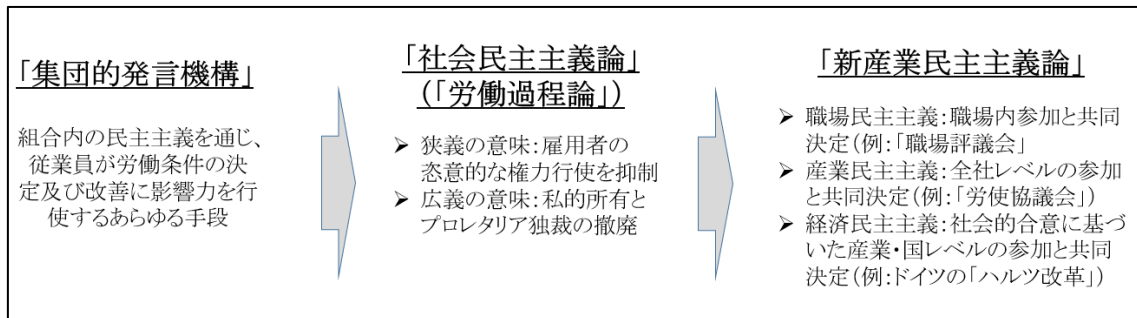 「集団的発言機構」
組合内の民主主義を通じ、
従業員が労働条件の決
定及び改善に影響力を行
使するあらゆる手段
「社会民主主義論」
(「労働過程論」)
➢ 狭義の意味:雇用者の
恣意的な権力行使を抑制
➢ 広義の意味:私的所有と
プロレタリア独裁の撤廃
「新産業民主主義論」
➢ 職場民主主義:職場内参加と共同
決定(例:「職場評議会」
➢ 産業民主主義:全社レベルの参加
と共同決定(例:「労使協議会」)
➢ 経済民主主義:社会的合意に基づ
いた産業・国レベルの参加と共同
決定(例:ドイツの「ハルツ改革」)